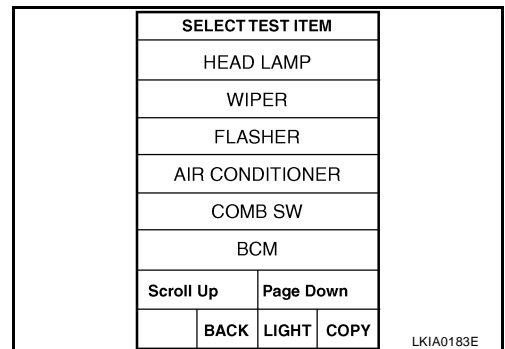 SELECT TEST ITEM
HEAD LAMP
WIPER
FLASHER
AIR CONDITIONER
COMB SW
BCM
Scroll Up Page Down
BACK LIGHT COPY
LKIA0183E